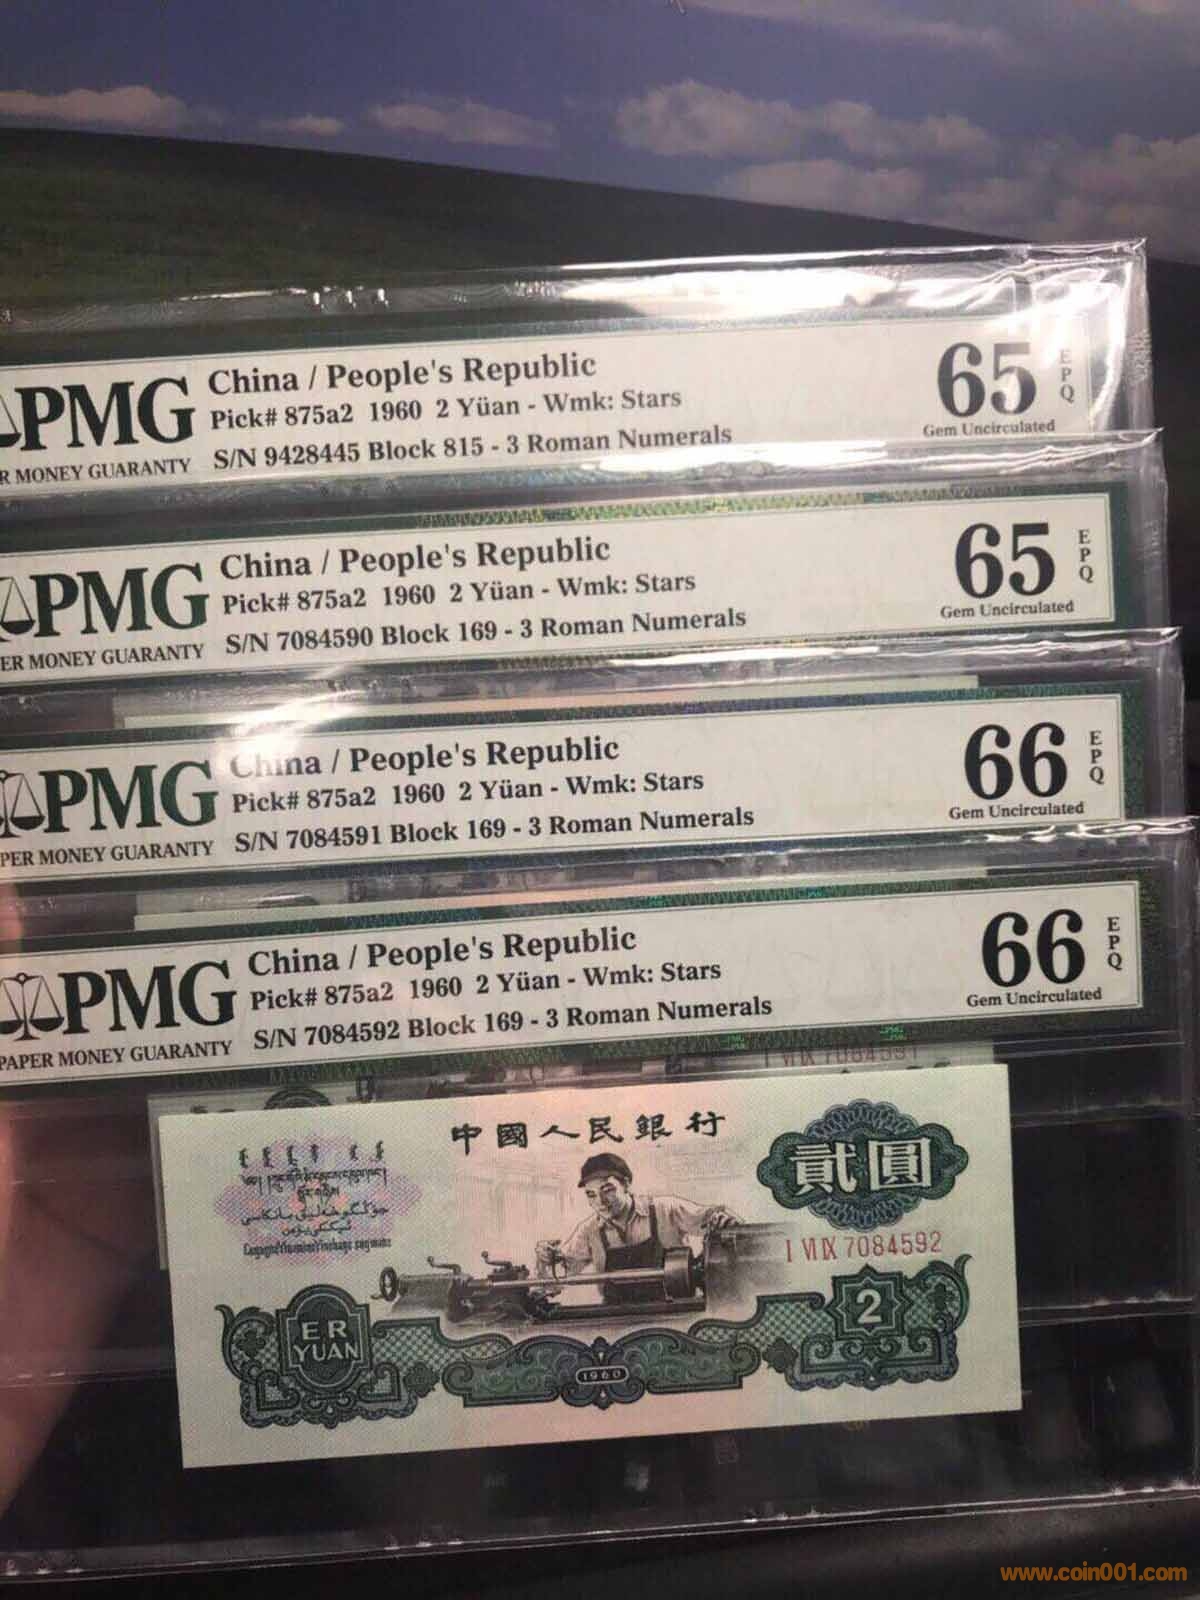 PMG
China / People's Republic
Pick# 875a2 1960 2 Yüan - Wmk: Stars
S/N 9428445 Block 815 - 3 Roman Numerals
R MONEY GUARANTY
65
EPQ
Gem Uncirculated
PMG
China / People's Republic
Pick# 875a2 1960 2 Yüan - Wmk: Stars
S/N 7084590 Block 169 - 3 Roman Numerals
ER MONEY GUARANTY
65
EPQ
Gem Uncirculated
PMG
China / People's Republic
Pick# 875a2 1960 2 Yüan - Wmk: Stars
S/N 7084591 Block 169 - 3 Roman Numerals
PER MONEY GUARANTY
66
EPQ
Gem Uncirculated
PMG
China / People's Republic
Pick# 875a2 1960 2 Yüan - Wmk: Stars
S/N 7084592 Block 169 - 3 Roman Numerals
PAPER MONEY GUARANTY
66
EPQ
Gem Uncirculated
I VI IX 7084591
中國人民銀行
貳圓
I VI IX 7084592
ER
YUAN
2
1960
www.coin001.com